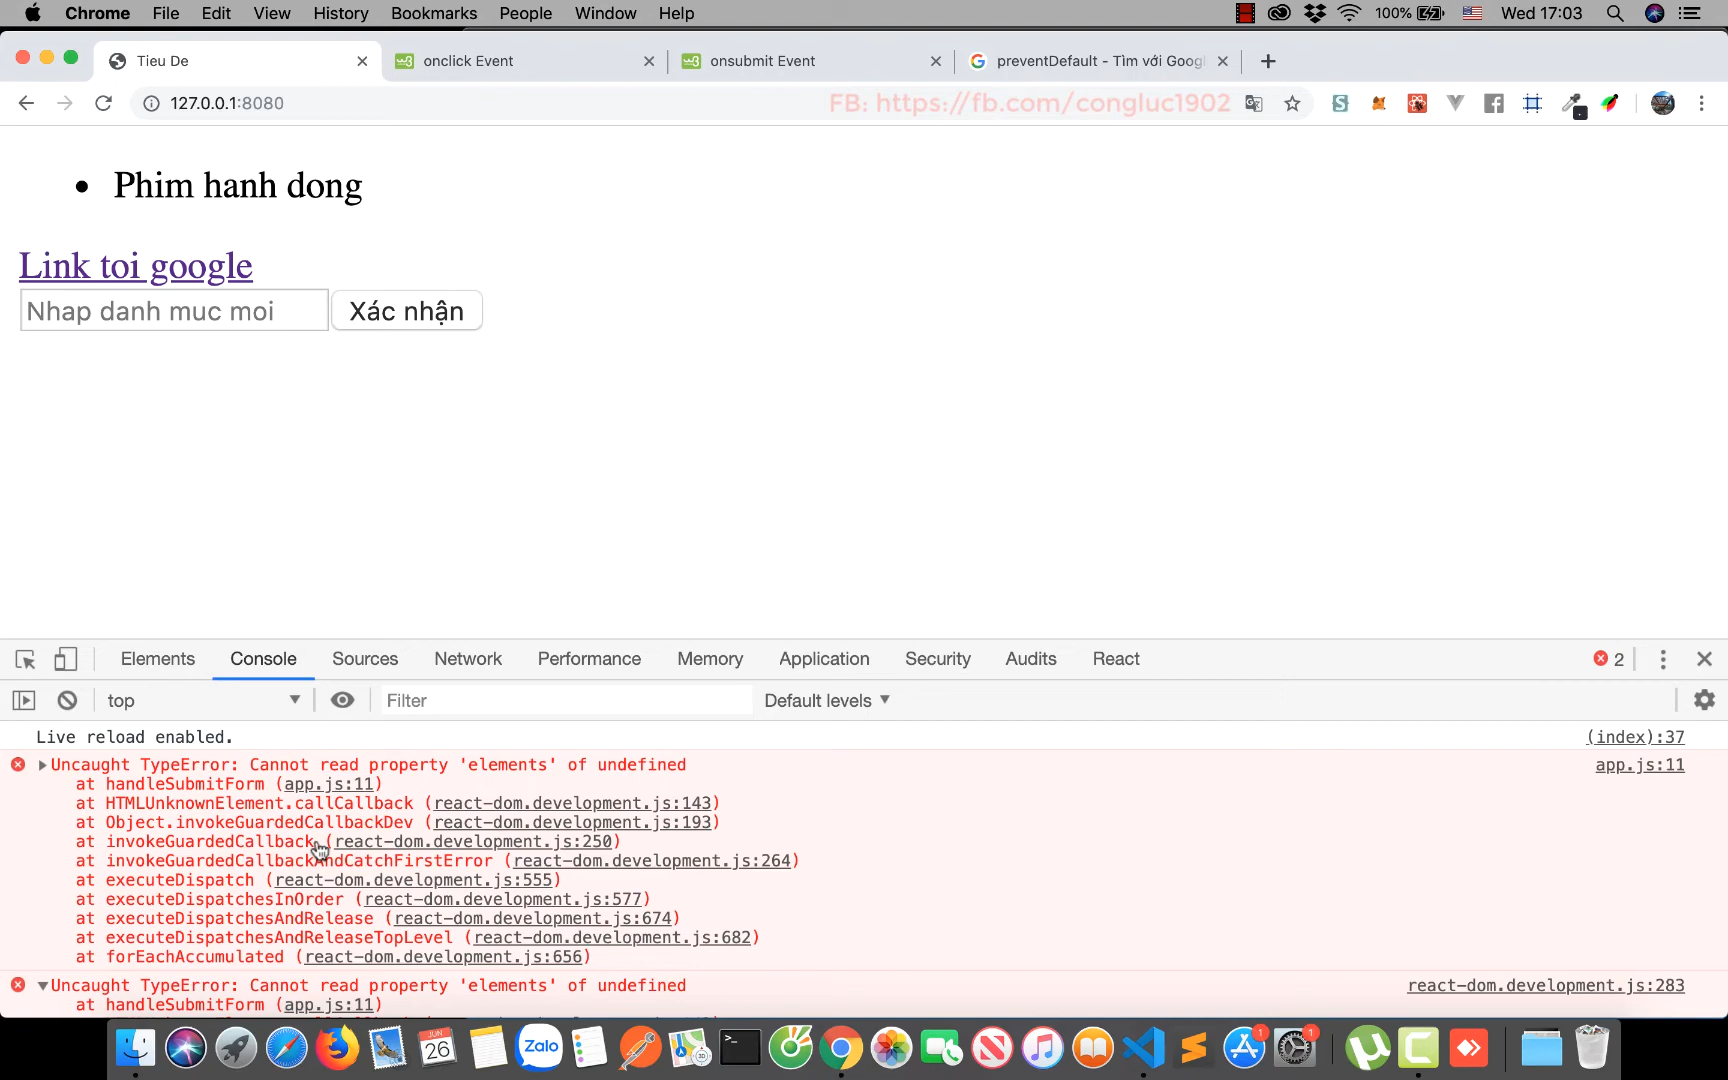 Chrome File Edit View History Bookmarks People Window Help 100% Wed 17:03
Tieu De onclick Event onsubmit Event preventDefault - Tìm với Googl
127.0.0.1:8080 FB: https://fb.com/congluc1902
Phim hanh dong
Link toi google
Nhap danh muc moi Xác nhận
Elements Console Sources Network Performance Memory Application Security Audits React 2
top Filter Default levels
Live reload enabled. (index):37
Uncaught TypeError: Cannot read property 'elements' of undefined app.js:11
at handleSubmitForm (app.js:11)
at HTMLUnknownElement.callCallback (react-dom.development.js:143)
at Object.invokeGuardedCallbackDev (react-dom.development.js:193)
at invokeGuardedCallback (react-dom.development.js:250)
at invokeGuardedCallbackAndCatchFirstError (react-dom.development.js:264)
at executeDispatch (react-dom.development.js:555)
at executeDispatchesInOrder (react-dom.development.js:577)
at executeDispatchesAndRelease (react-dom.development.js:674)
at executeDispatchesAndReleaseTopLevel (react-dom.development.js:682)
at forEachAccumulated (react-dom.development.js:656)
Uncaught TypeError: Cannot read property 'elements' of undefined react-dom.development.js:283
at handleSubmitForm (app.js:11)
JUN
26
Zalo
1
1